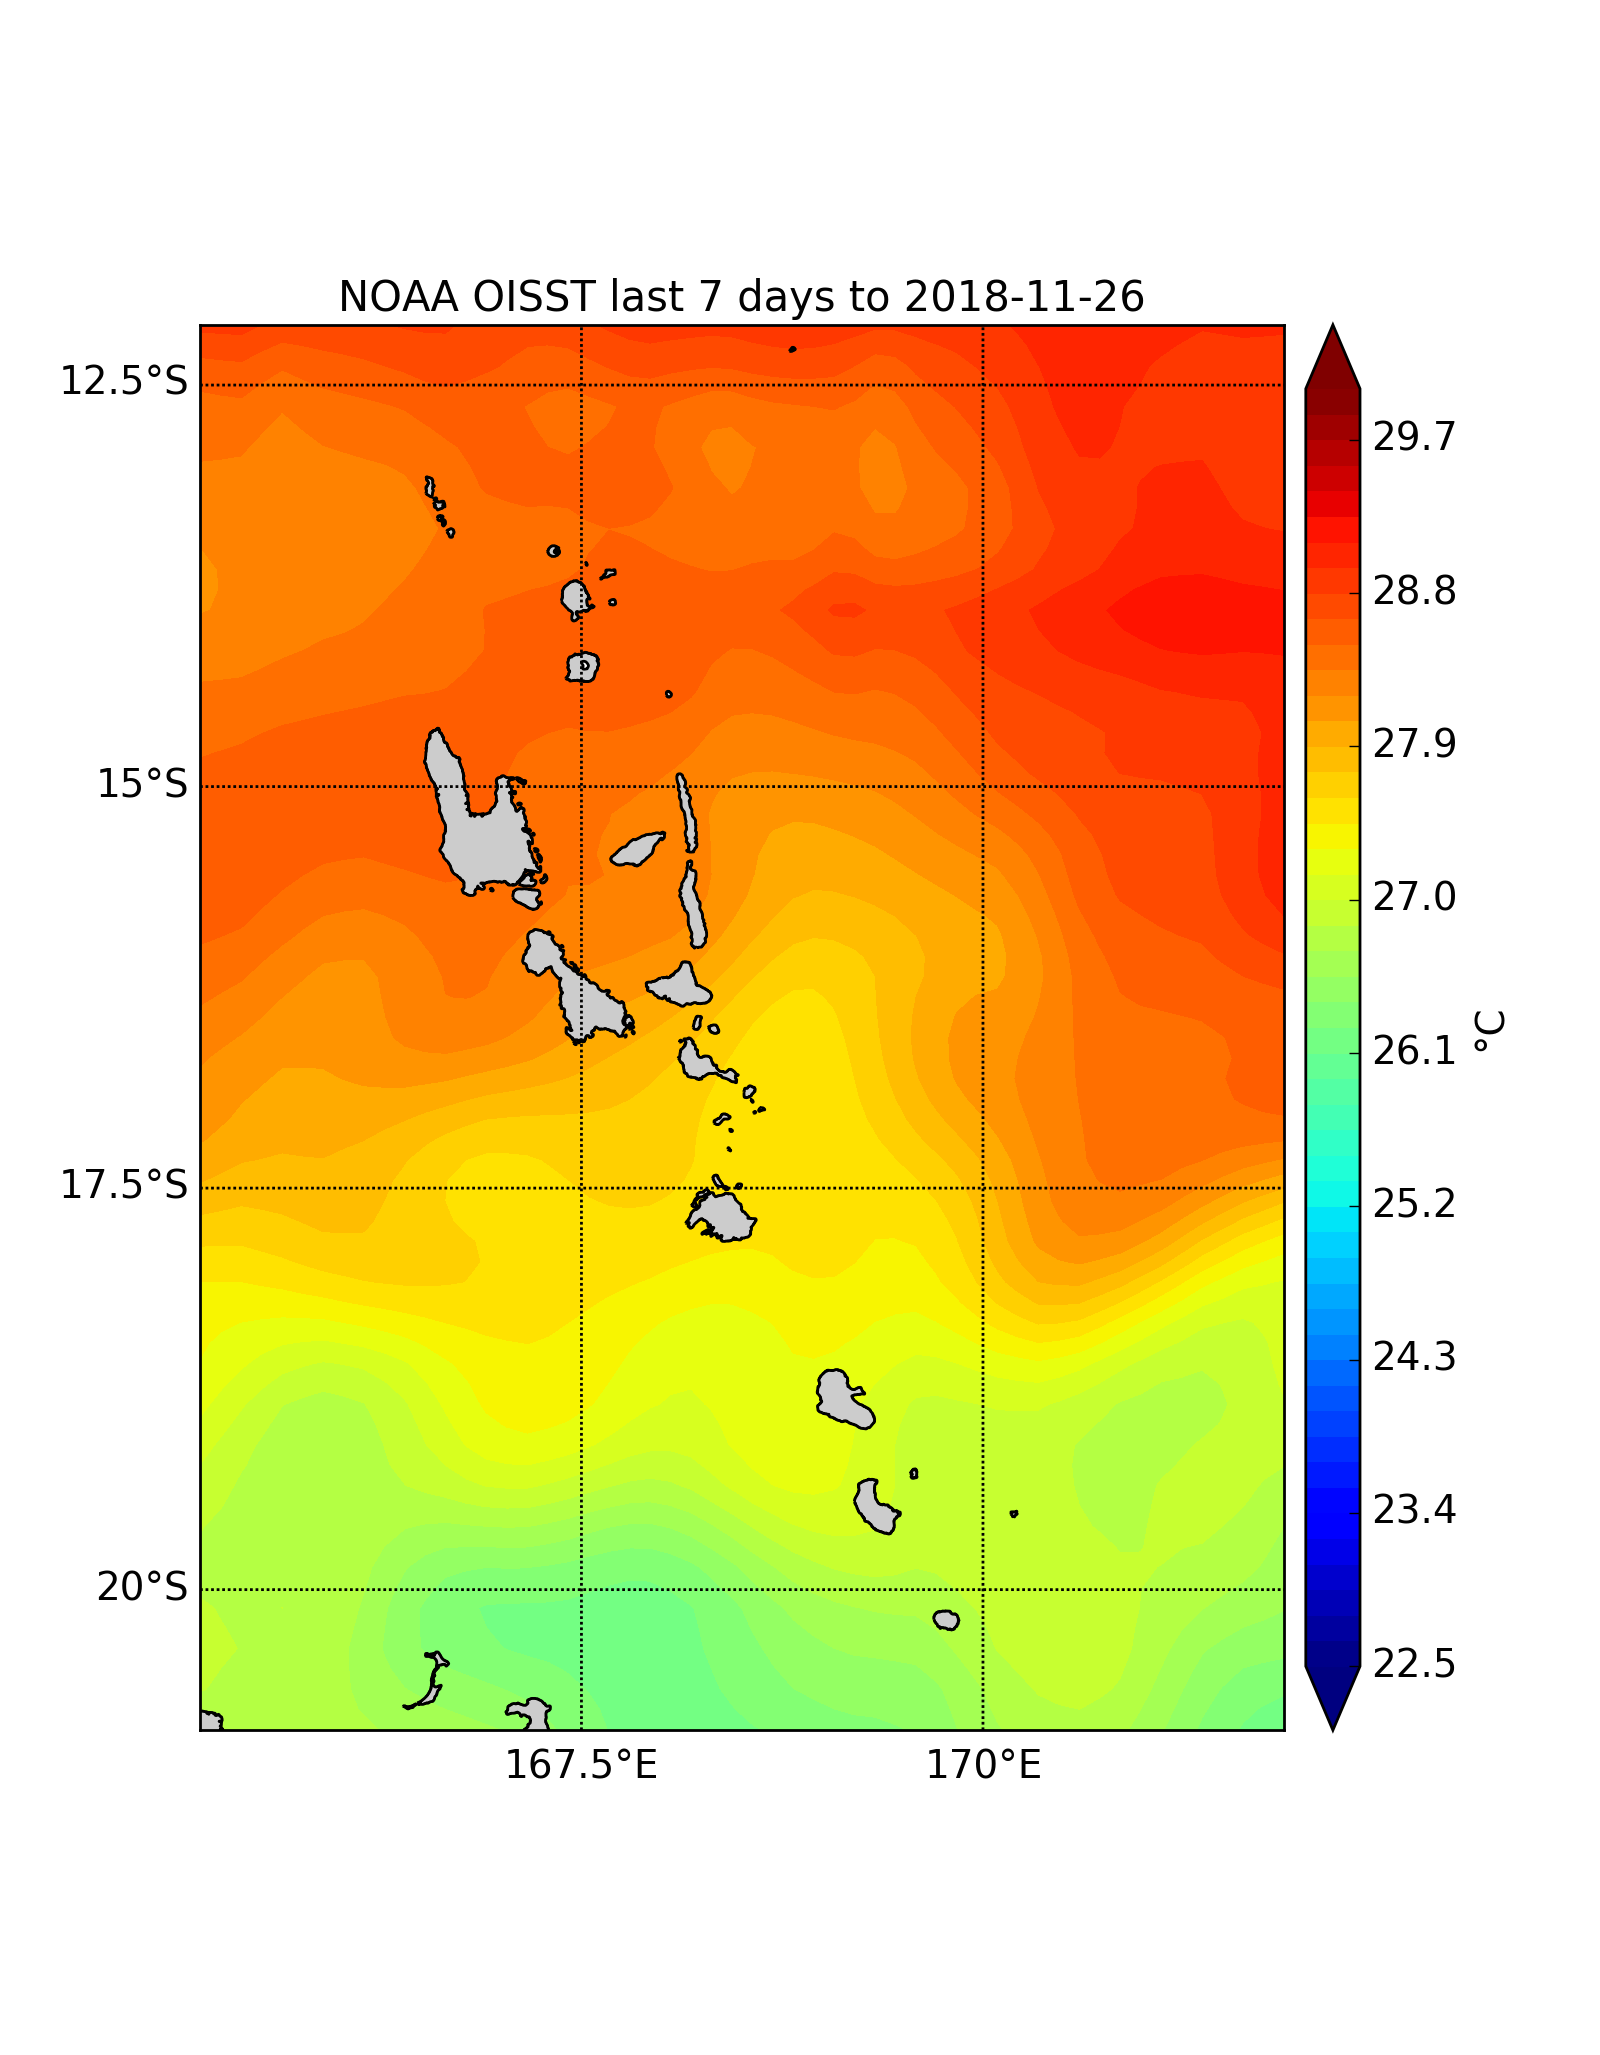 NOAA OISST last 7 days to 2018-11-26
12.5°S
15°S
17.5°S
20°S
167.5°E
170°E
29.7
28.8
27.9
27.0
26.1
25.2
24.3
23.4
22.5
°C